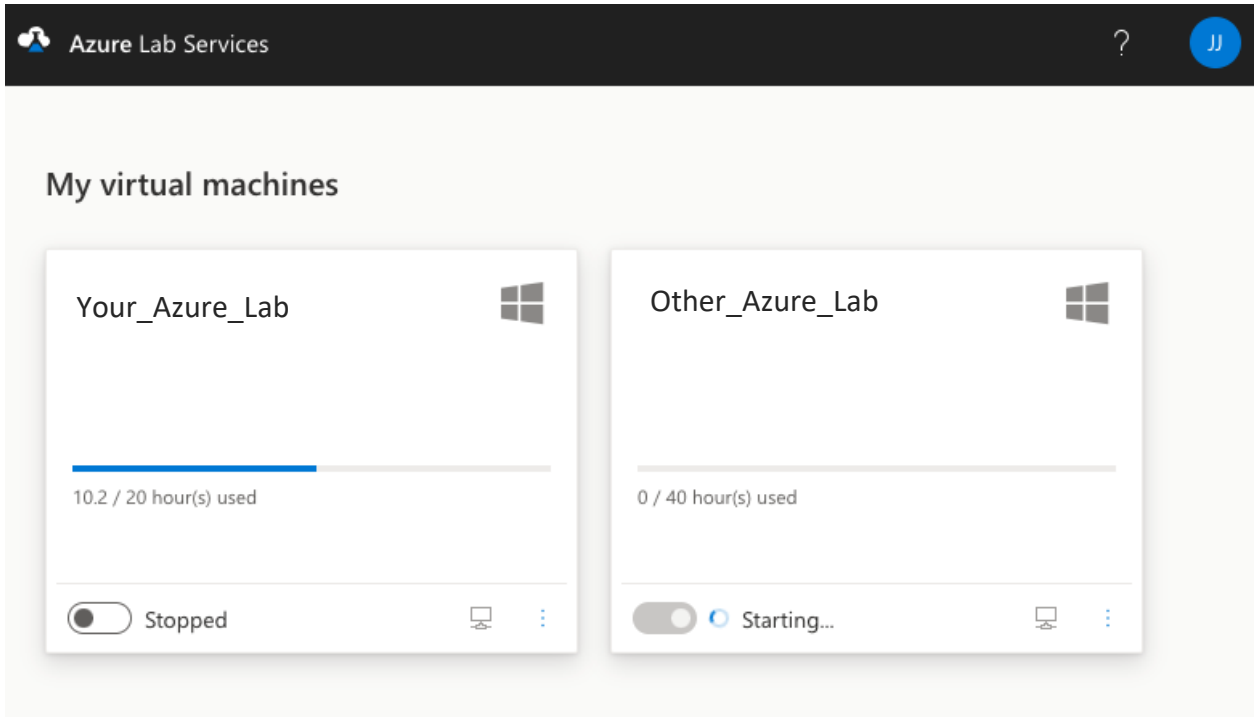 Azure Lab Services
?
JJ
My virtual machines
Your_Azure_Lab
10.2 / 20 hour(s) used
Stopped
Other_Azure_Lab
0 / 40 hour(s) used
Starting...